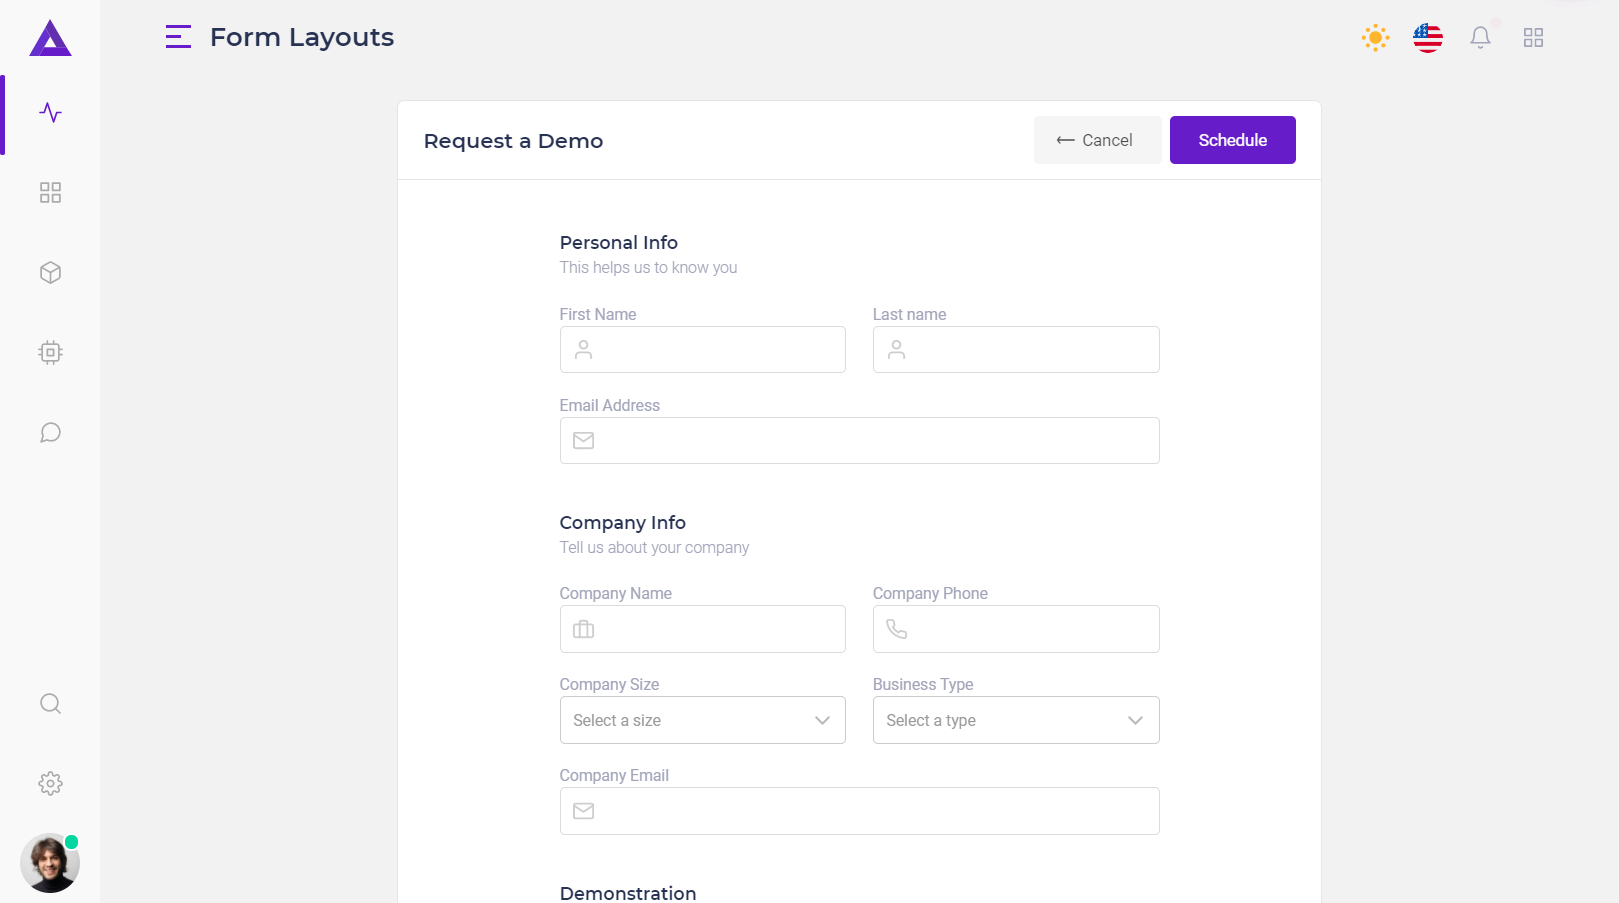 Form Layouts
Request a Demo
Cancel
Schedule
Personal Info
This helps us to know you
First Name
Last name
Email Address
Company Info
Tell us about your company
Company Name
Company Phone
Company Size
Business Type
Select a size
Select a type
Company Email
Demonstration